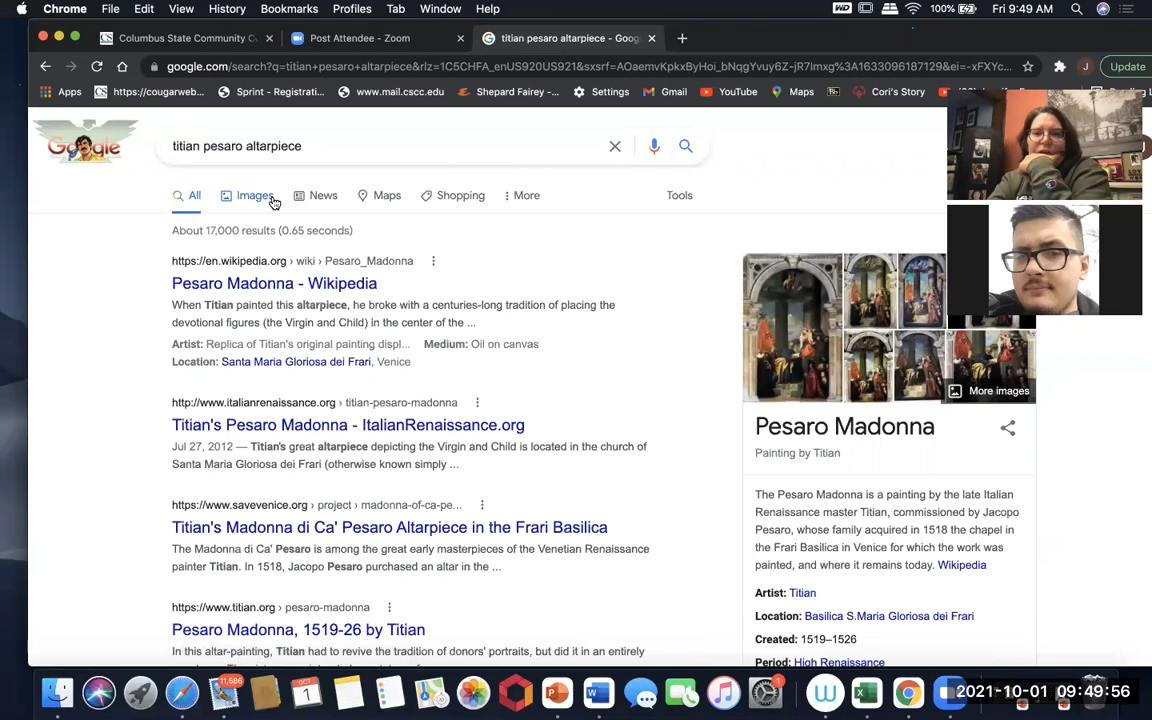 Chrome File Edit View History Bookmarks Profiles Tab Window Help 100% Fri 9:49 AM
Columbus State Community C
Post Attendee - Zoom
titian pesaro altarpiece - Goog
google.com/search?q=titian+pesaro+altarpiece&rlz=1C5CHFA_enUS920US921&sxsrf=AOaemvKpkxByHoi_bNqgYvuy6Z-jR7lmxg%3A1633096187129&ei=-xFXYc...
Update
Apps https://cougarweb... Sprint - Registrati... www.mail.cscc.edu Shepard Fairey -... Settings Gmail YouTube Maps Cori's Story
Google
titian pesaro altarpiece
All Images News Maps Shopping More Tools
About 17,000 results (0.65 seconds)
https://en.wikipedia.org › wiki › Pesaro_Madonna
Pesaro Madonna - Wikipedia
When Titian painted this altarpiece, he broke with a centuries-long tradition of placing the
devotional figures (the Virgin and Child) in the center of the ...
Artist: Replica of Titian's original painting displ... Medium: Oil on canvas
Location: Santa Maria Gloriosa dei Frari, Venice
http://www.italianrenaissance.org › titian-pesaro-madonna
Titian's Pesaro Madonna - ItalianRenaissance.org
Jul 27, 2012 — Titian's great altarpiece depicting the Virgin and Child is located in the church of
Santa Maria Gloriosa dei Frari (otherwise known simply ...
https://www.savevenice.org › project › madonna-of-ca-pe...
Titian's Madonna di Ca' Pesaro Altarpiece in the Frari Basilica
The Madonna di Ca' Pesaro is among the great early masterpieces of the Venetian Renaissance
painter Titian. In 1518, Jacopo Pesaro purchased an altar in the ...
https://www.titian.org › pesaro-madonna
Pesaro Madonna, 1519-26 by Titian
In this altar-painting, Titian had to revive the tradition of donors' portraits, but did it in an entirely
More images
Pesaro Madonna
Painting by Titian
The Pesaro Madonna is a painting by the late Italian
Renaissance master Titian, commissioned by Jacopo
Pesaro, whose family acquired in 1518 the chapel in
the Frari Basilica in Venice for which the work was
painted, and where it remains today. Wikipedia
Artist: Titian
Location: Basilica S.Maria Gloriosa dei Frari
Created: 1519–1526
Period: High Renaissance
11,586
OCT
1
1
2021-10-01 09:49:56